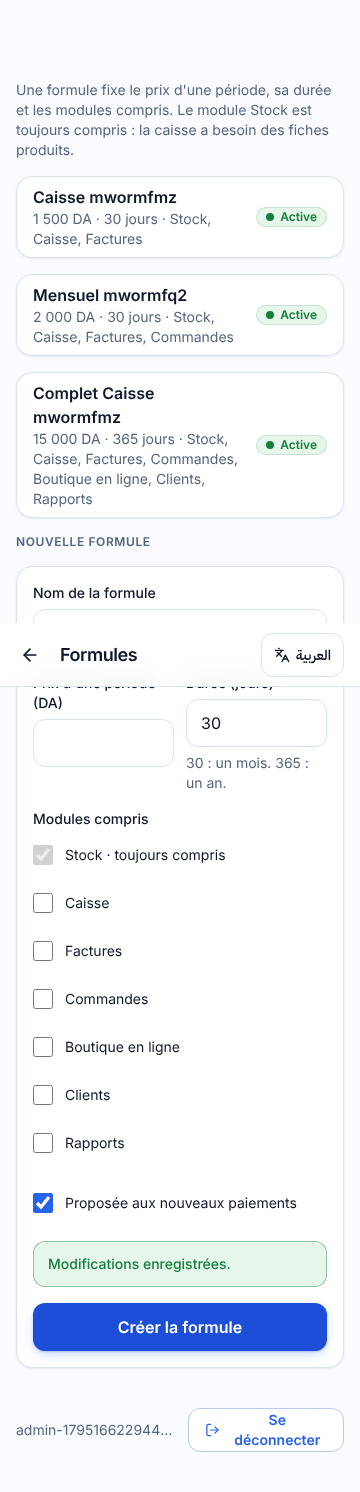 Une formule fixe le prix d'une période, sa durée
et les modules compris. Le module Stock est
toujours compris : la caisse a besoin des fiches
produits.
Caisse mwormfmz
1 500 DA · 30 jours · Stock,
Caisse, Factures
Active
Mensuel mwormfq2
2 000 DA · 30 jours · Stock,
Caisse, Factures, Commandes
Active
Complet Caisse
mwormfmz
15 000 DA · 365 jours · Stock,
Caisse, Factures, Commandes,
Boutique en ligne, Clients,
Rapports
Active
NOUVELLE FORMULE
Nom de la formule
Formules
العربية
(DA)
30
30 : un mois. 365 :
un an.
Modules compris
Stock · toujours compris
Caisse
Factures
Commandes
Boutique en ligne
Clients
Rapports
Proposée aux nouveaux paiements
Modifications enregistrées.
Créer la formule
admin-179516622944...
Se
déconnecter